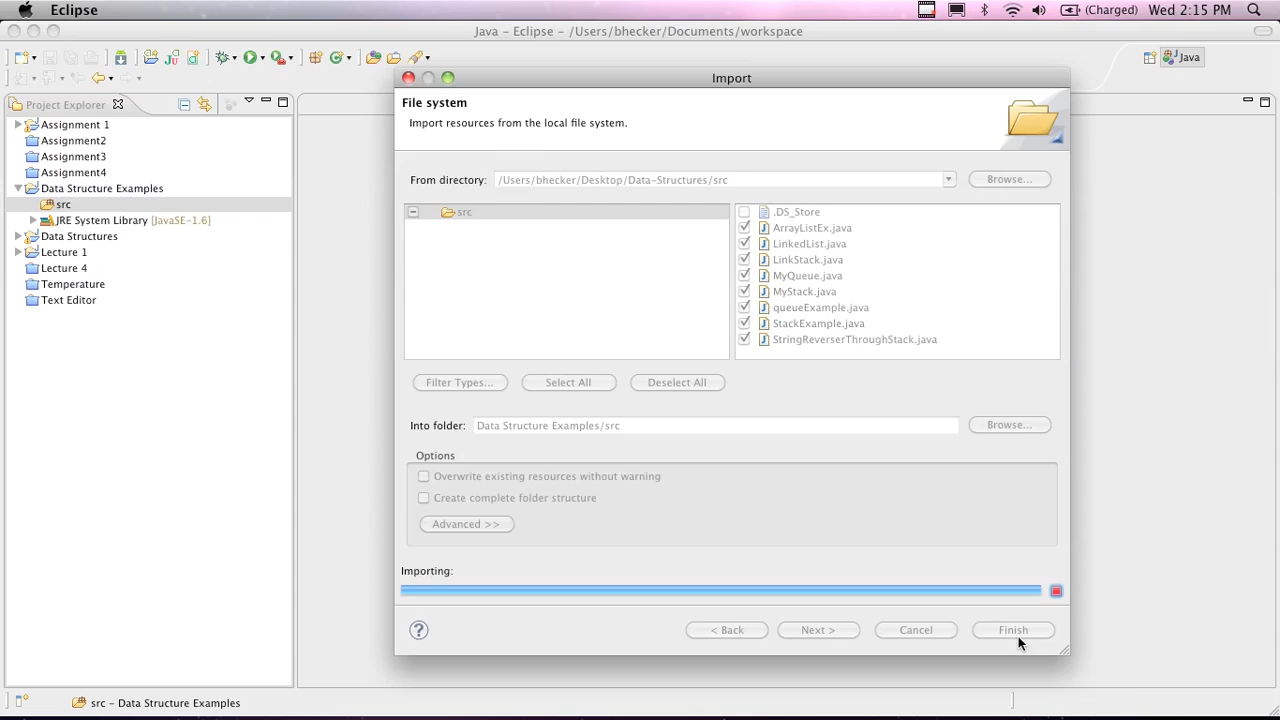 Eclipse
(Charged) Wed 2:15 PM
Java - Eclipse - /Users/bhecker/Documents/workspace
Java
Project Explorer
Assignment 1
Assignment2
Assignment3
Assignment4
Data Structure Examples
src
JRE System Library [JavaSE-1.6]
Data Structures
Lecture 1
Lecture 4
Temperature
Text Editor
Import
File system
Import resources from the local file system.
From directory: /Users/bhecker/Desktop/Data-Structures/src Browse...
src
.DS_Store
ArrayListEx.java
LinkedList.java
LinkStack.java
MyQueue.java
MyStack.java
queueExample.java
StackExample.java
StringReverserThroughStack.java
Filter Types... Select All Deselect All
Into folder: Data Structure Examples/src Browse...
Options
Overwrite existing resources without warning
Create complete folder structure
Advanced >>
Importing:
? < Back Next > Cancel Finish
src - Data Structure Examples